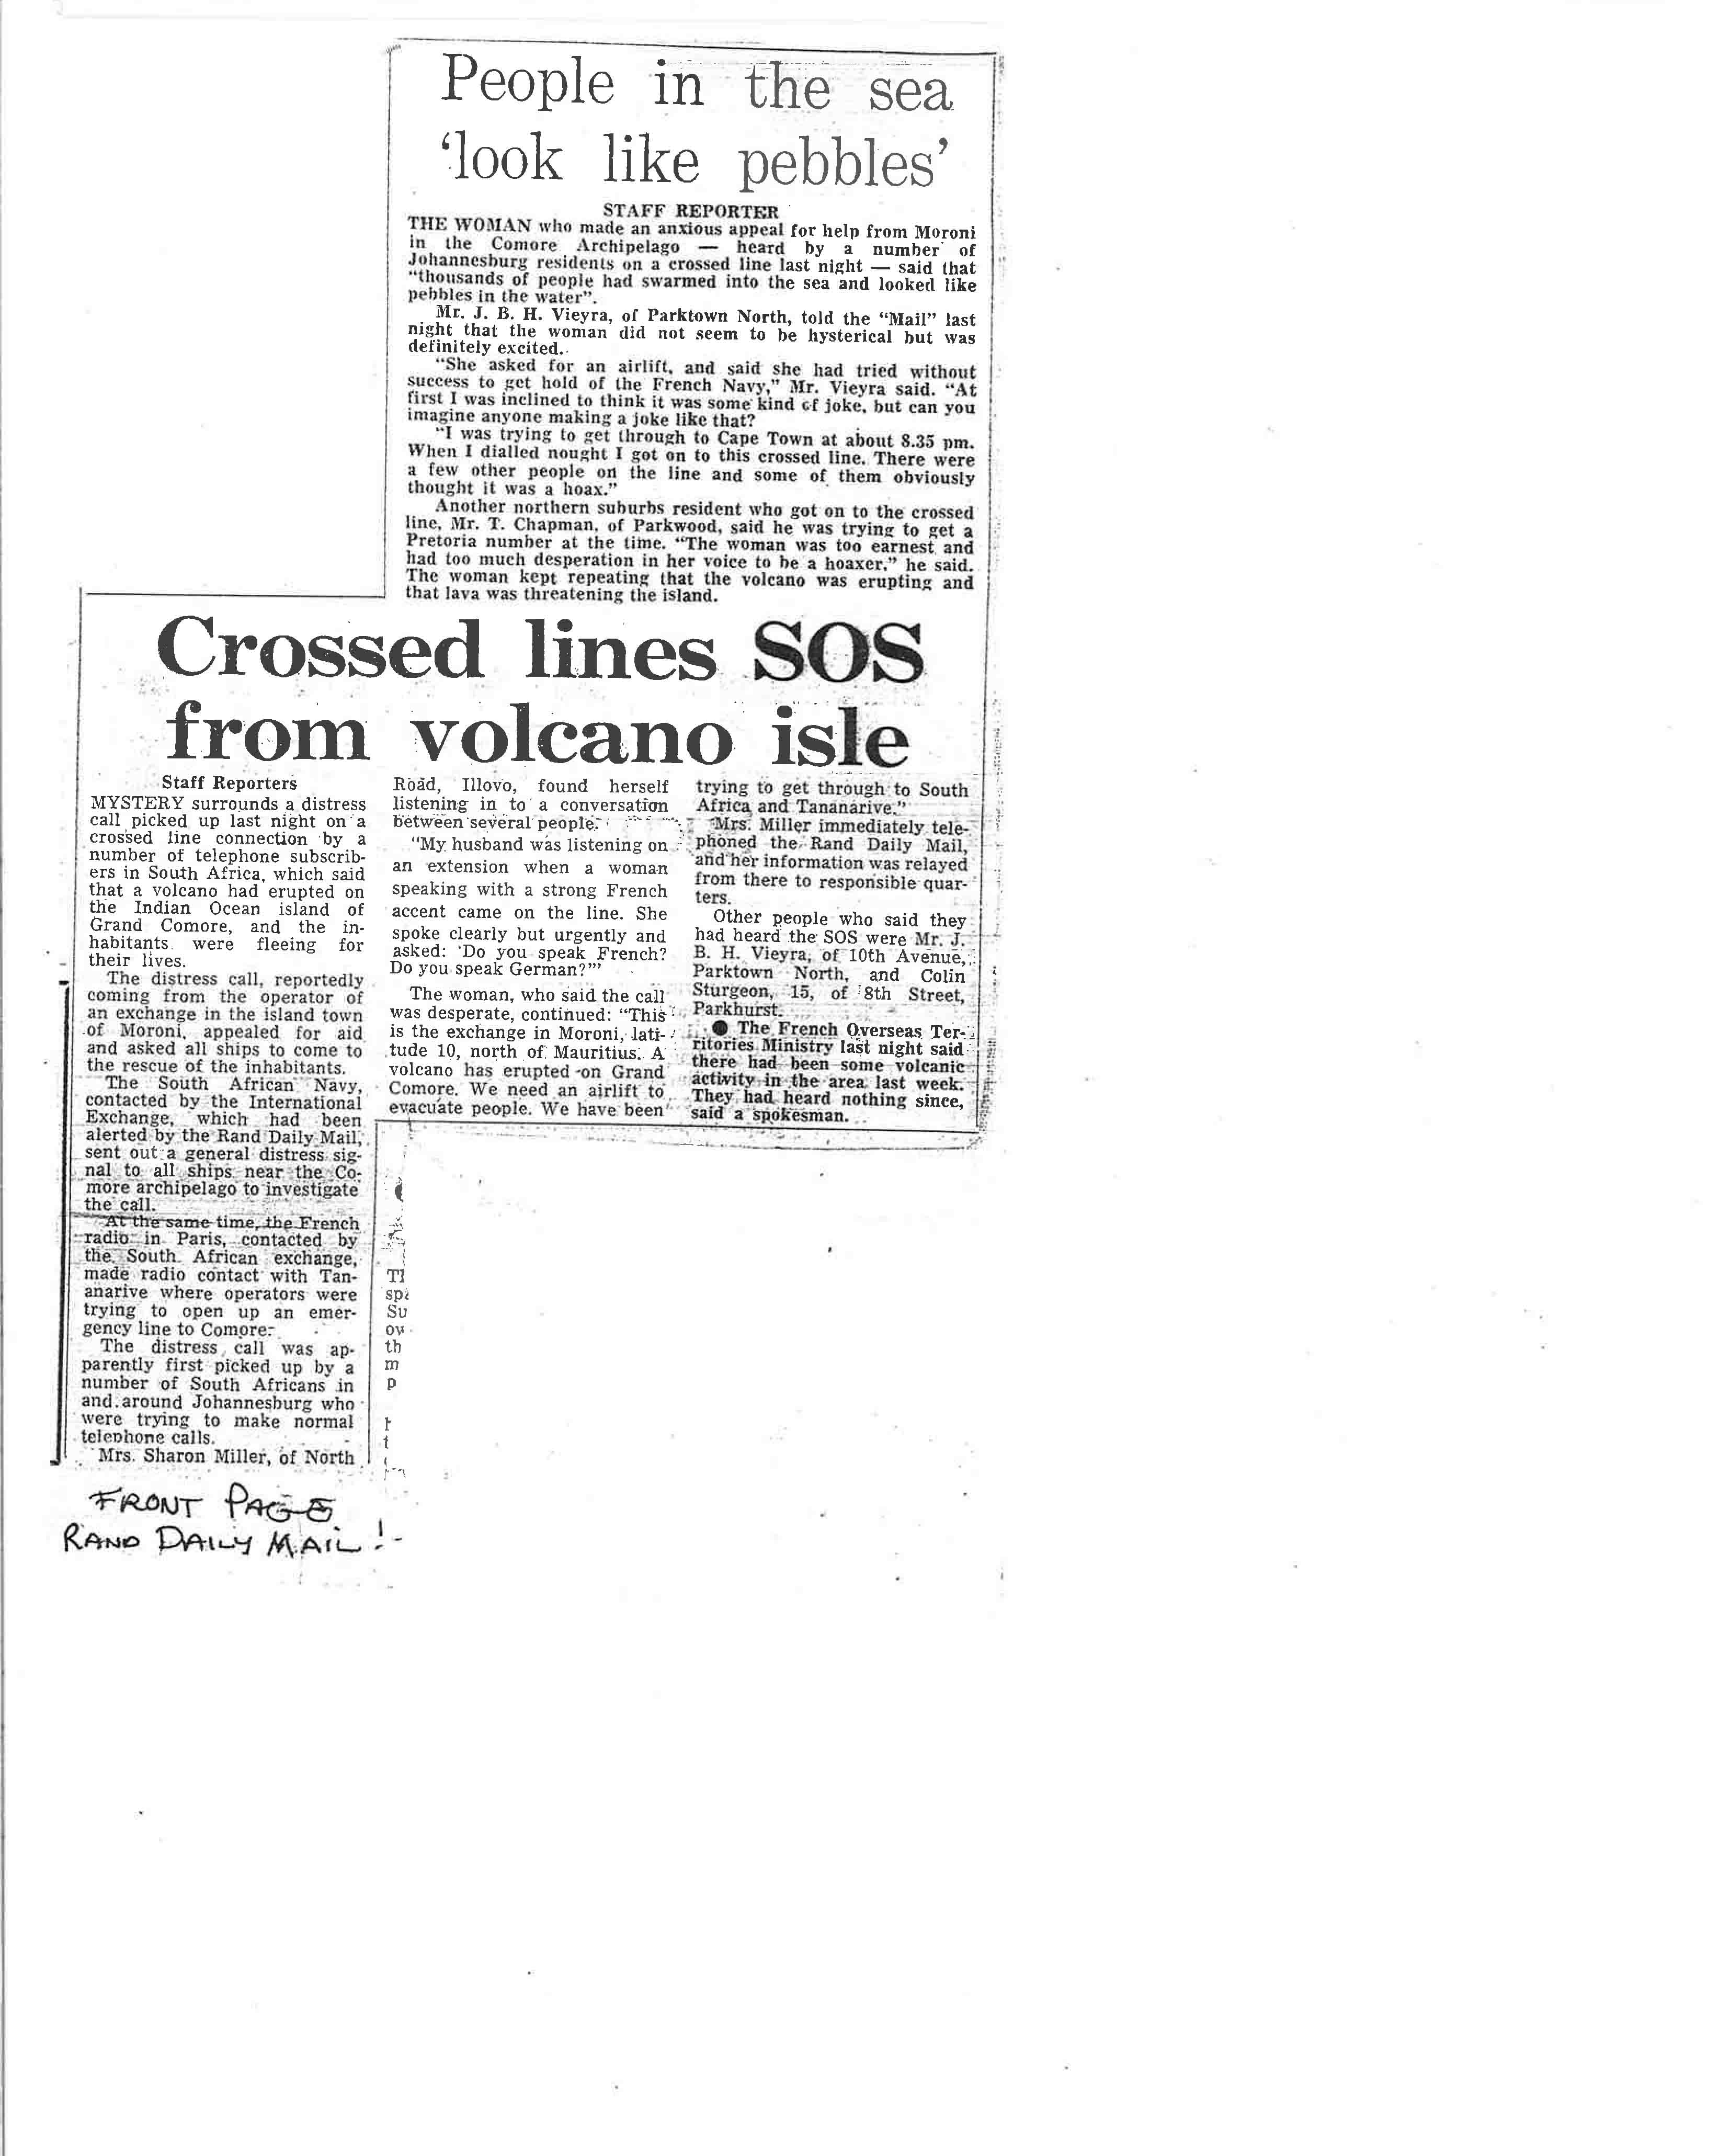 People in the sea
‘look like pebbles’
STAFF REPORTER
THE WOMAN who made an anxious appeal for help from Moroni
in the Comore Archipelago — heard by a number of
Johannesburg residents on a crossed line last night — said that
“thousands of people had swarmed into the sea and looked like
pebbles in the water”.
Mr. J. B. H. Vieyra, of Parktown North, told the “Mail” last
night that the woman did not seem to be hysterical but was
definitely excited.
“She asked for an airlift, and said she had tried without
success to get hold of the French Navy,” Mr. Vieyra said. “At
first I was inclined to think it was some kind of joke, but can you
imagine anyone making a joke like that?
“I was trying to get through to Cape Town at about 8.35 pm.
When I dialled nought I got on to this crossed line. There were
a few other people on the line and some of them obviously
thought it was a hoax.”
Another northern suburbs resident who got on to the crossed
line, Mr. T. Chapman, of Parkwood, said he was trying to get a
Pretoria number at the time. “The woman was too earnest and
had too much desperation in her voice to be a hoaxer,” he said.
The woman kept repeating that the volcano was erupting and
that lava was threatening the island.
Crossed lines SOS
from volcano isle
Staff Reporters
MYSTERY surrounds a distress
call picked up last night on a
crossed line connection by a
number of telephone subscrib-
ers in South Africa, which said
that a volcano had erupted on
the Indian Ocean island of
Grand Comore, and the in-
habitants were fleeing for
their lives.
The distress call, reportedly
coming from the operator of
an exchange in the island town
of Moroni, appealed for aid
and asked all ships to come to
the rescue of the inhabitants.
The South African Navy,
contacted by the International
Exchange, which had been
alerted by the Rand Daily Mail,
sent out a general distress sig-
nal to all ships near the Co-
more archipelago to investigate
the call.
At the same time, the French
radio in Paris, contacted by
the South African exchange,
made radio contact with Tan-
anarive where operators were
trying to open up an emer-
gency line to Comore.
The distress call was ap-
parently first picked up by a
number of South Africans in
and around Johannesburg who
were trying to make normal
telephone calls.
Mrs. Sharon Miller, of North
Road, Illovo, found herself
listening in to a conversation
between several people.
“My husband was listening on
an extension when a woman
speaking with a strong French
accent came on the line. She
spoke clearly but urgently and
asked: ‘Do you speak French?
Do you speak German?’”
The woman, who said the call
was desperate, continued: “This
is the exchange in Moroni, lati-
tude 10, north of Mauritius. A
volcano has erupted on Grand
Comore. We need an airlift to
evacuate people. We have been
trying to get through to South
Africa and Tananarive.”
Mrs. Miller immediately tele-
phoned the Rand Daily Mail,
and her information was relayed
from there to responsible quar-
ters.
Other people who said they
had heard the SOS were Mr. J.
B. H. Vieyra, of 10th Avenue,
Parktown North, and Colin
Sturgeon, 15, of 8th Street,
Parkhurst.
● The French Overseas Ter-
ritories Ministry last night said
there had been some volcanic
activity in the area last week.
They had heard nothing since,
said a spokesman.
Su
th
m
p
FRONT PAGE
RAND DAILY MAIL!